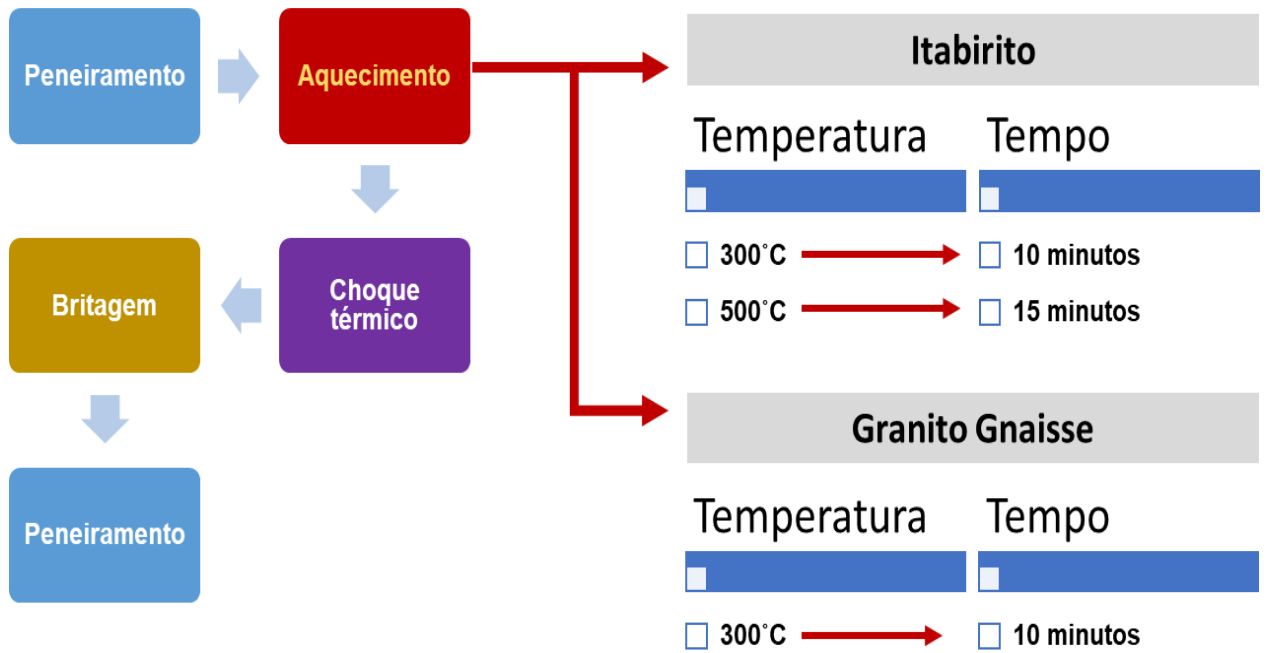 Peneiramento
Aquecimento
Choque
térmico
Britagem
Peneiramento
Itabirito
Temperatura Tempo
300˚C 10 minutos
500˚C 15 minutos
Granito Gnaisse
Temperatura Tempo
300˚C 10 minutos